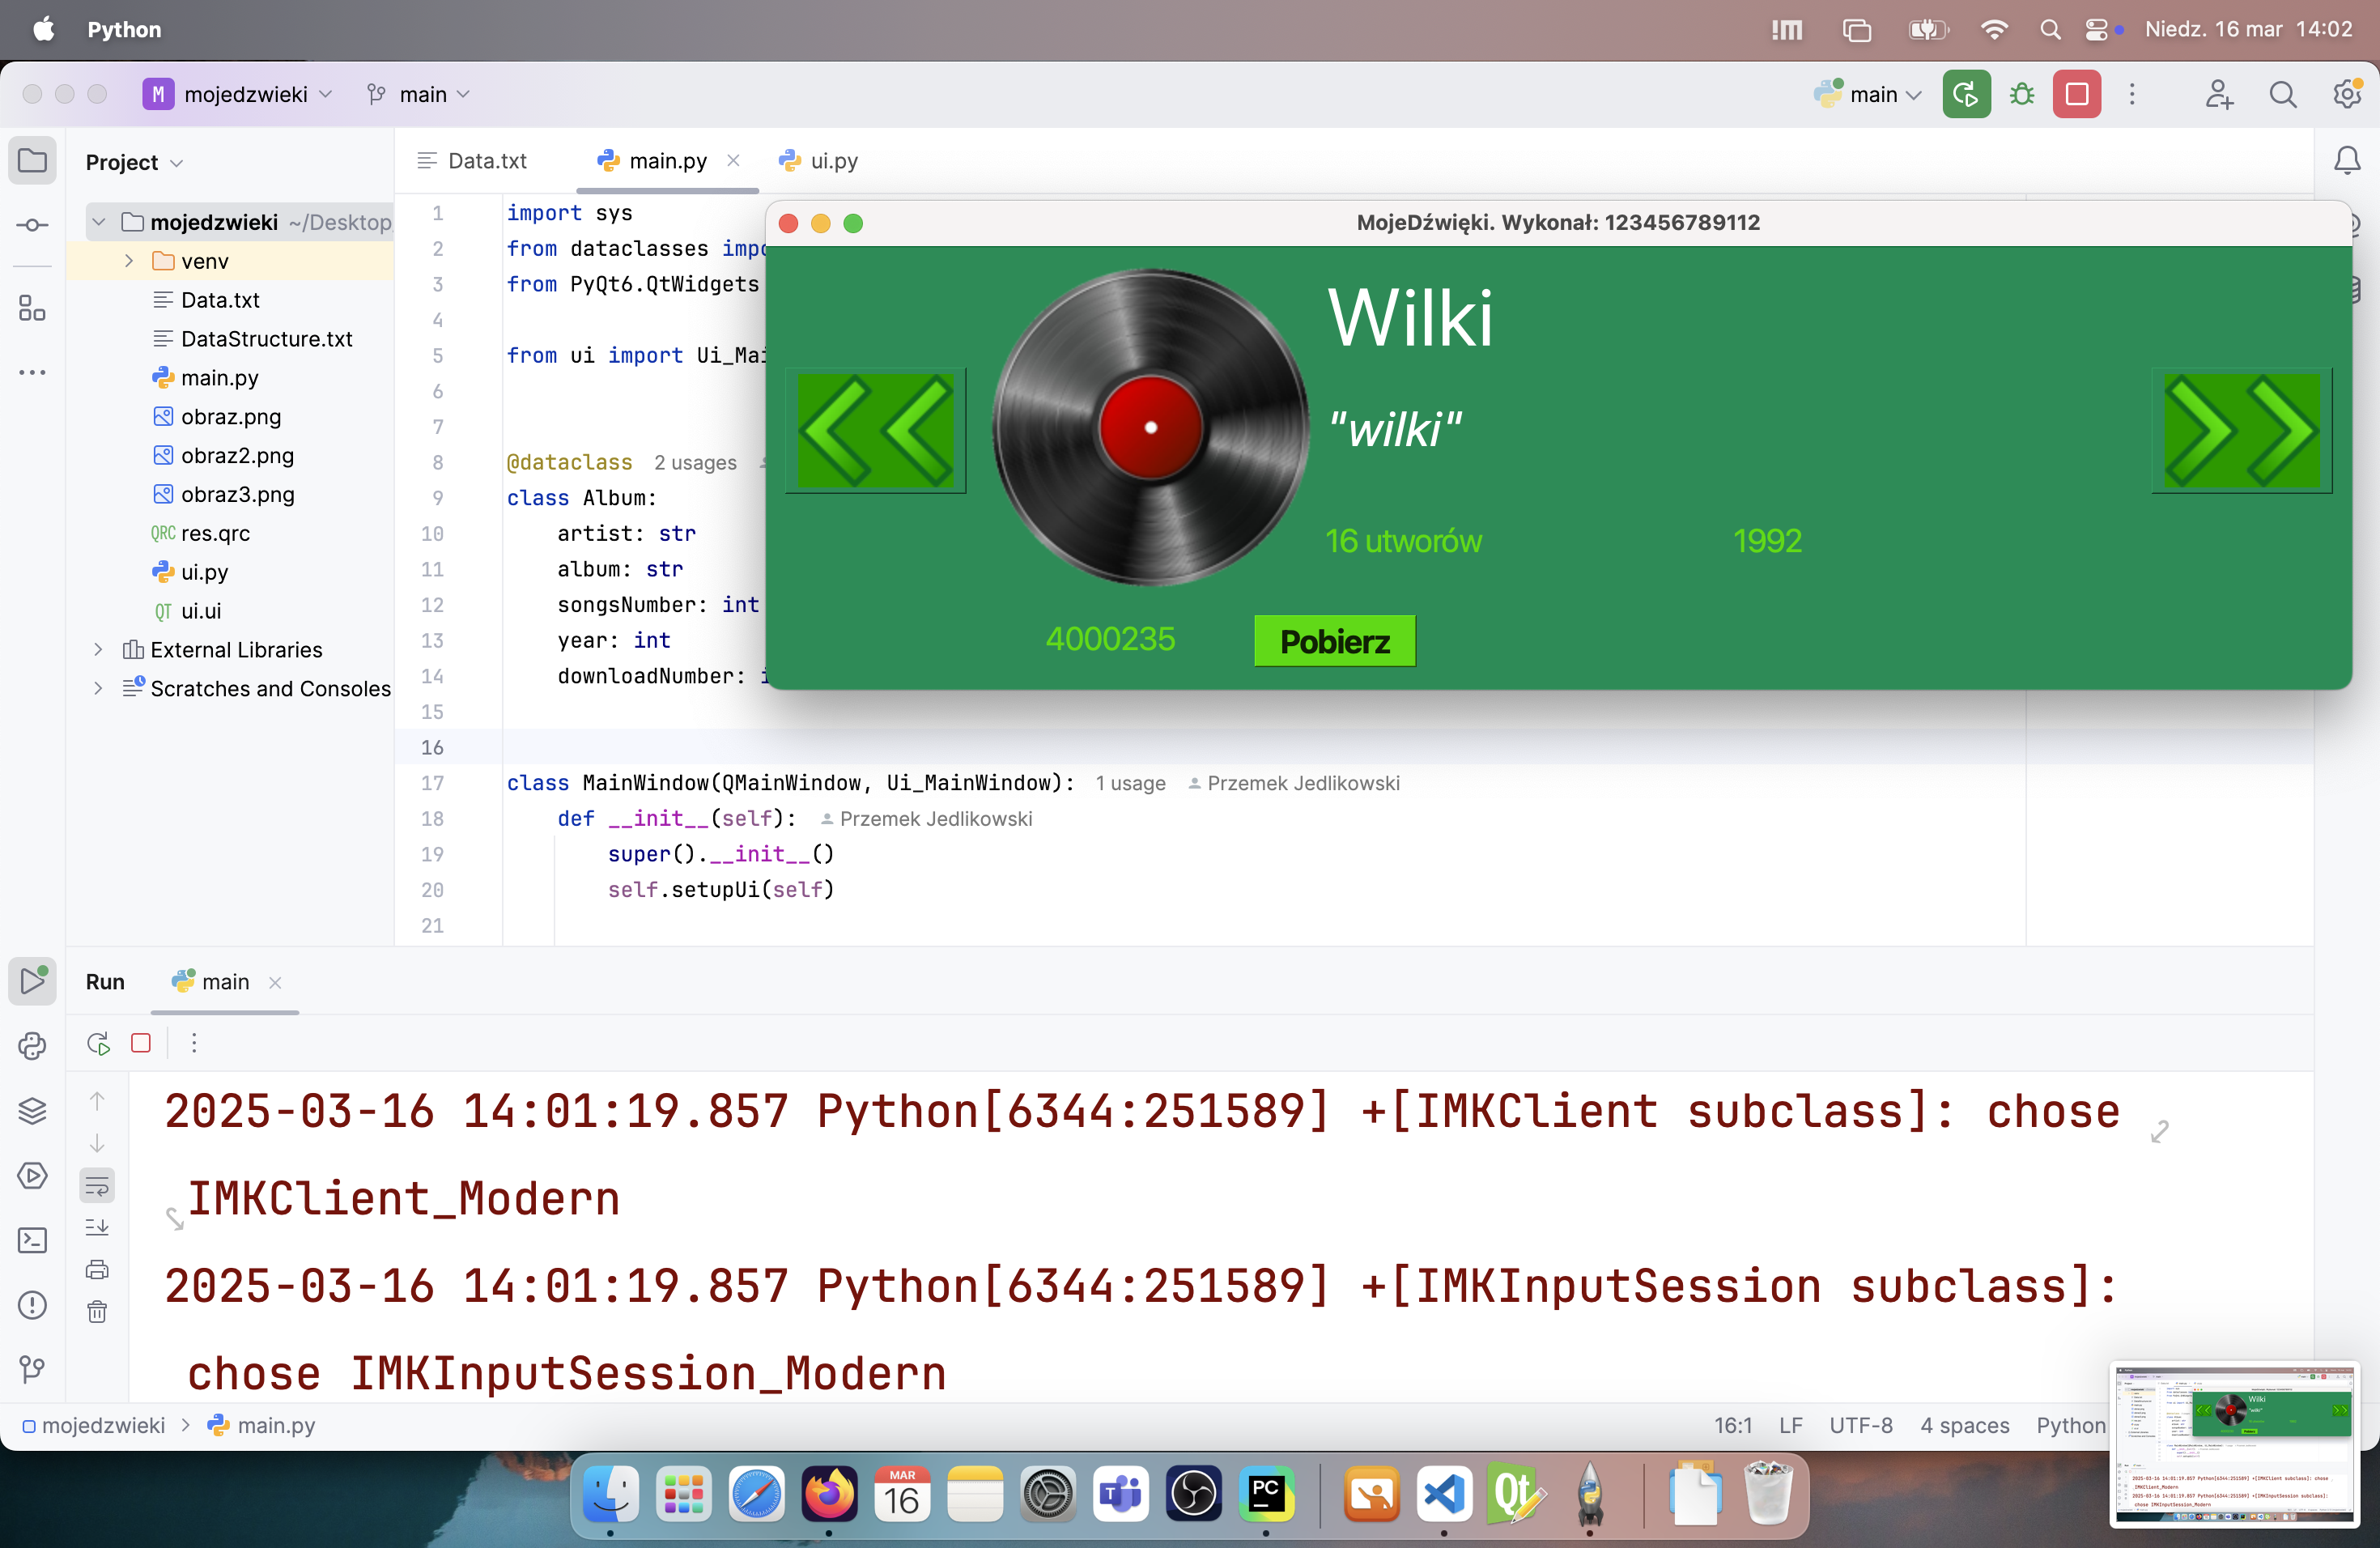 Python
Niedz. 16 mar 14:02
M mojedzwieki main
main
Project
Data.txt main.py ui.py
mojedzwieki ~/Desktop
venv
Data.txt
DataStructure.txt
main.py
obraz.png
obraz2.png
obraz3.png
QRC res.qrc
ui.py
QT ui.ui
External Libraries
Scratches and Consoles
1 import sys
2 from dataclasses impo
3 from PyQt6.QtWidgets
4
5 from ui import Ui_Mai
6
7
8 @dataclass 2 usages
9 class Album:
10 artist: str
11 album: str
12 songsNumber: int
13 year: int
14 downloadNumber: i
15
16
17 class MainWindow(QMainWindow, Ui_MainWindow): 1 usage Przemek Jedlikowski
18 def __init__(self): Przemek Jedlikowski
19 super().__init__()
20 self.setupUi(self)
21
MojeDźwięki. Wykonał: 123456789112
Wilki
"wilki"
16 utworów 1992
4000235 Pobierz
Run main
2025-03-16 14:01:19.857 Python[6344:251589] +[IMKClient subclass]: chose
IMKClient_Modern
2025-03-16 14:01:19.857 Python[6344:251589] +[IMKInputSession subclass]:
chose IMKInputSession_Modern
mojedzwieki main.py
16:1 LF UTF-8 4 spaces Python
MAR
16
T
PC
Qt